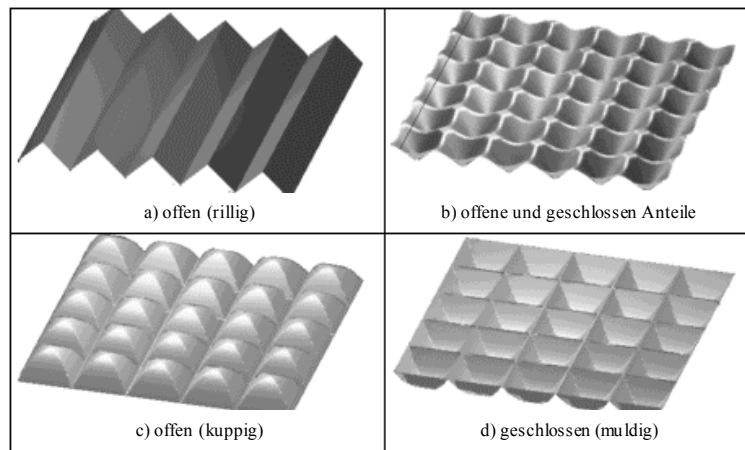 a) offen (rillig)
b) offene und geschlossen Anteile
c) offen (kuppig)
d) geschlossen (muldig)